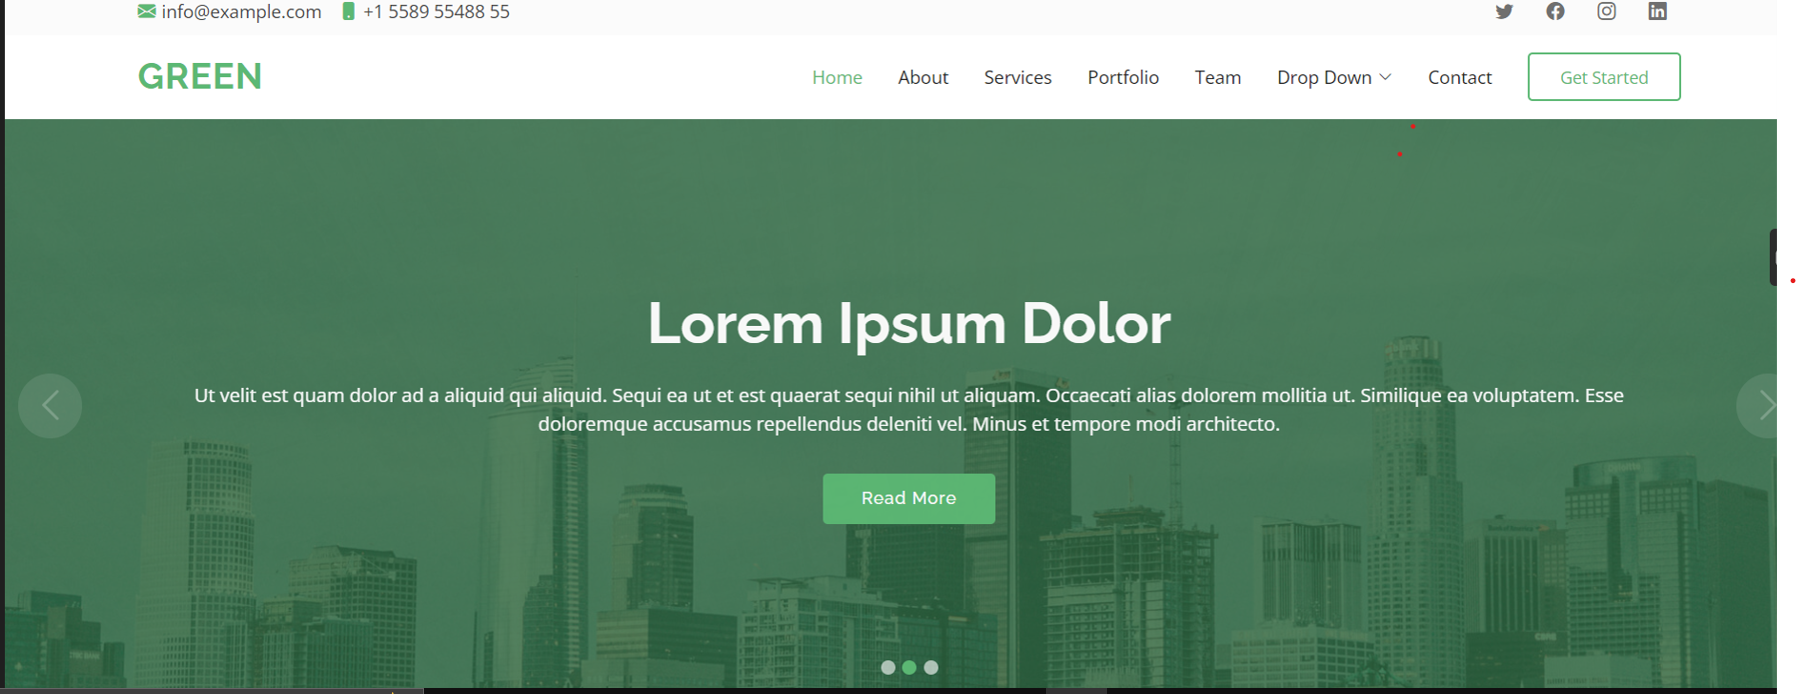 info@example.com +1 5589 55488 55
GREEN
Home About Services Portfolio Team Drop Down Contact Get Started
Lorem Ipsum Dolor
Ut velit est quam dolor ad a aliquid qui aliquid. Sequi ea ut et est quaerat sequi nihil ut aliquam. Occaecati alias dolorem mollitia ut. Similique ea voluptatem. Esse
doloremque accusamus repellendus deleniti vel. Minus et tempore modi architecto.
Deloitte
Read More